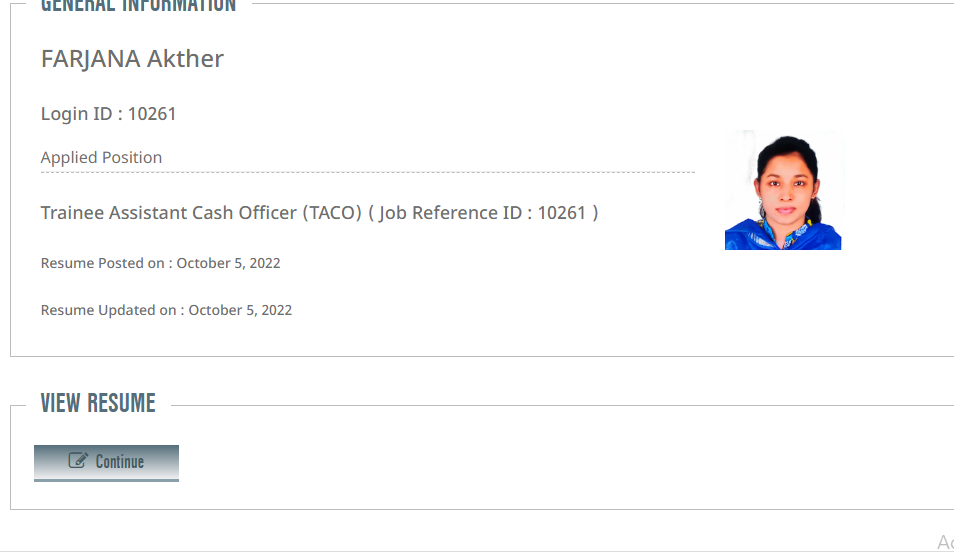 GENERAL INFORMATION
FARJANA Akther
Login ID : 10261
Applied Position
Trainee Assistant Cash Officer (TACO) ( Job Reference ID : 10261 )
Resume Posted on : October 5, 2022
Resume Updated on : October 5, 2022
VIEW RESUME
Continue